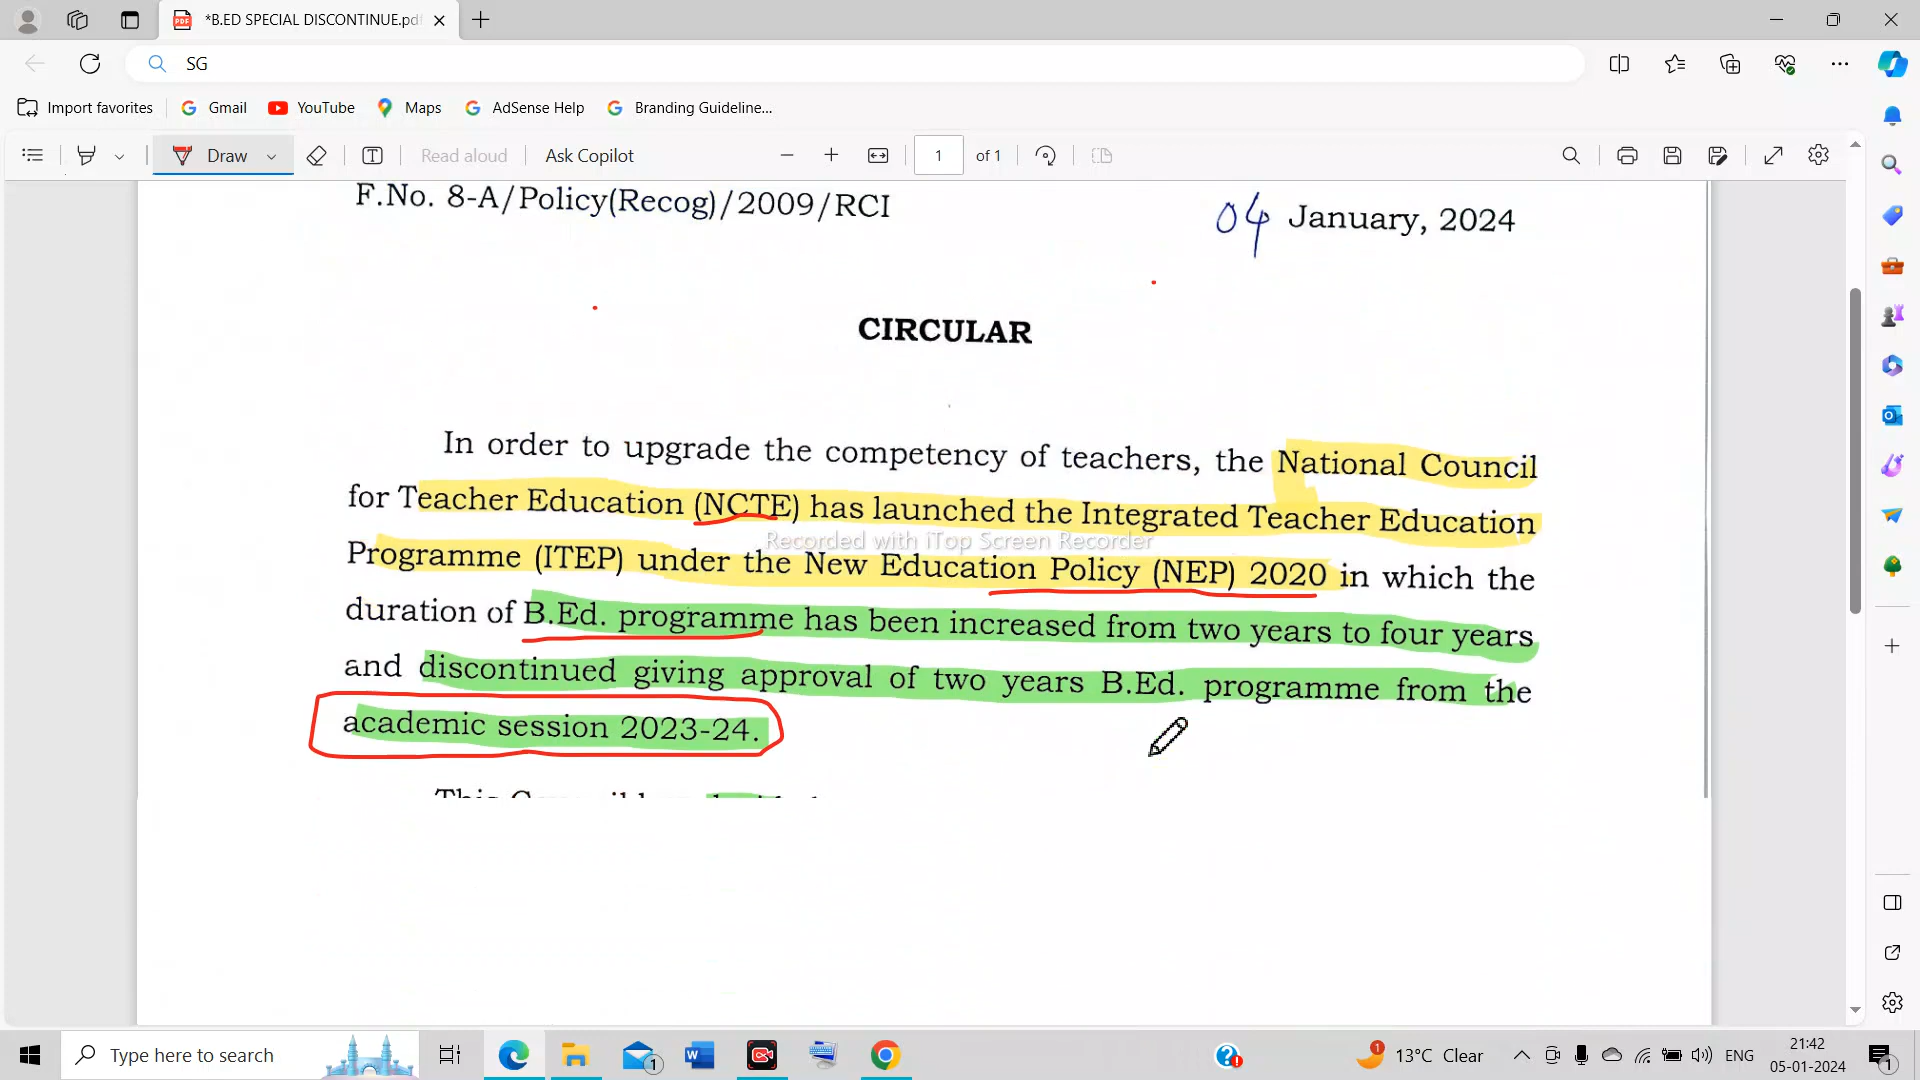 *B.ED SPECIAL DISCONTINUE.pdf
SG
Import favorites
Gmail
YouTube
Maps
AdSense Help
Branding Guideline...
Draw
Read aloud
Ask Copilot
1
of 1
F.No. 8-A/Policy(Recog)/2009/RCI
04 January, 2024
CIRCULAR
In order to upgrade the competency of teachers, the National Council
for Teacher Education (NCTE) has launched the Integrated Teacher Education
Recorded with iTop Screen Recorder
Programme (ITEP) under the New Education Policy (NEP) 2020 in which the
duration of B.Ed. programme has been increased from two years to four years
and discontinued giving approval of two years B.Ed. programme from the
academic session 2023-24.
Type here to search
1
1
13°C Clear
ENG
21:42
05-01-2024
1